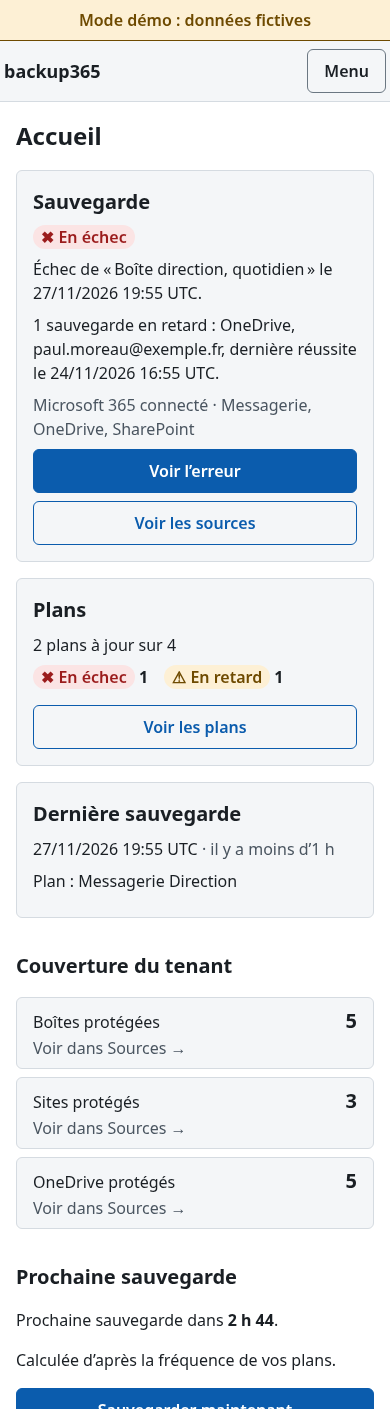 Mode démo : données fictives
backup365
Menu
Accueil
Sauvegarde
✖ En échec
Échec de « Boîte direction, quotidien » le
27/11/2026 19:55 UTC.
1 sauvegarde en retard : OneDrive,
paul.moreau@exemple.fr, dernière réussite
le 24/11/2026 16:55 UTC.
Microsoft 365 connecté · Messagerie,
OneDrive, SharePoint
Voir l’erreur
Voir les sources
Plans
2 plans à jour sur 4
✖ En échec 1 ⚠ En retard 1
Voir les plans
Dernière sauvegarde
27/11/2026 19:55 UTC · il y a moins d’1 h
Plan : Messagerie Direction
Couverture du tenant
Boîtes protégées 5
Voir dans Sources →
Sites protégés 3
Voir dans Sources →
OneDrive protégés 5
Voir dans Sources →
Prochaine sauvegarde
Prochaine sauvegarde dans 2 h 44.
Calculée d’après la fréquence de vos plans.
Sauvegarder maintenant